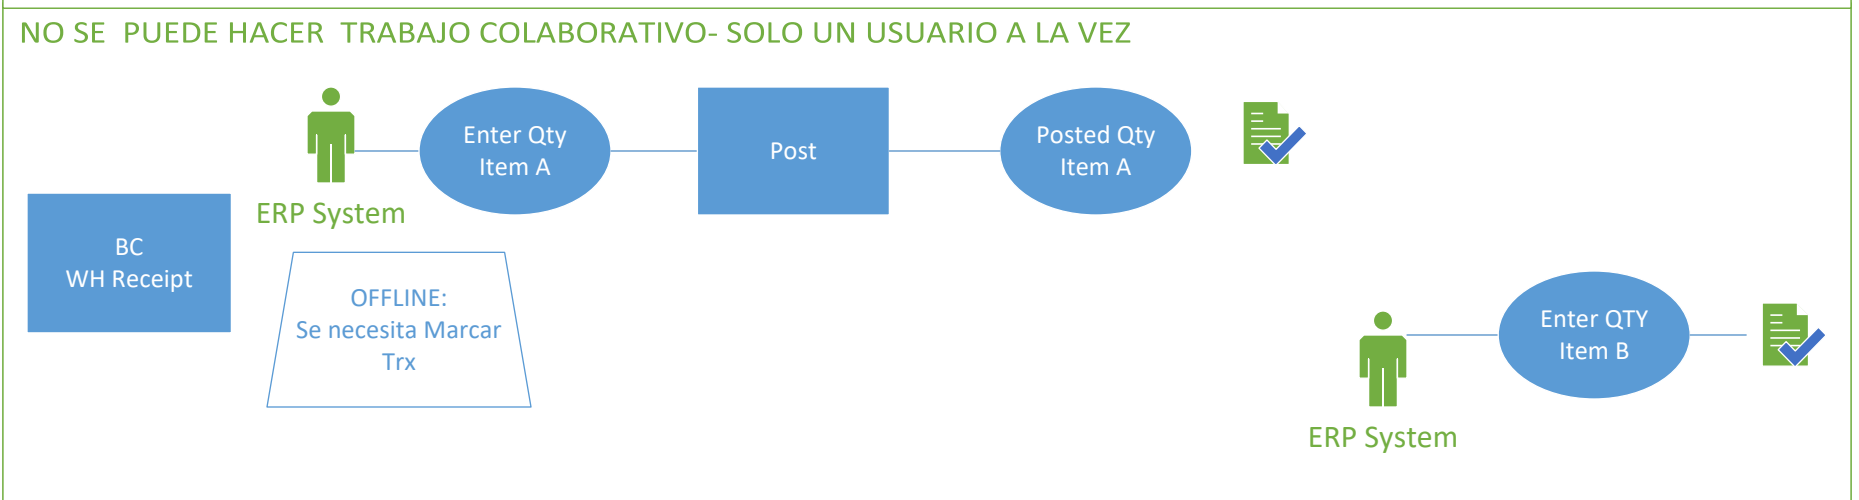 NO SE PUEDE HACER TRABAJO COLABORATIVO- SOLO UN USUARIO A LA VEZ
Enter Qty
Item A
Post
Posted Qty
Item A
ERP System
BC
WH Receipt
OFFLINE:
Se necesita Marcar
Trx
Enter QTY
Item B
ERP System